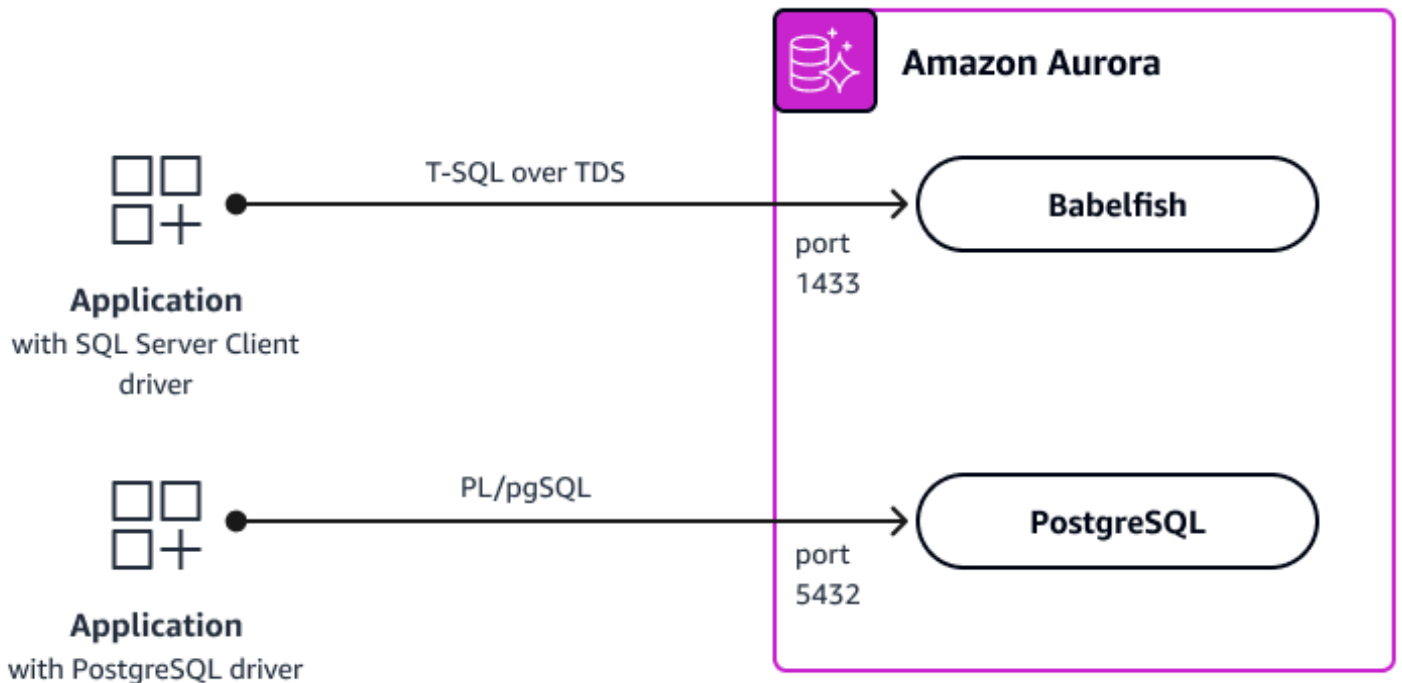 Amazon Aurora
T-SQL over TDS
Babelfish
port
1433
Application
with SQL Server Client
driver
PL/pgSQL
PostgreSQL
port
5432
Application
with PostgreSQL driver